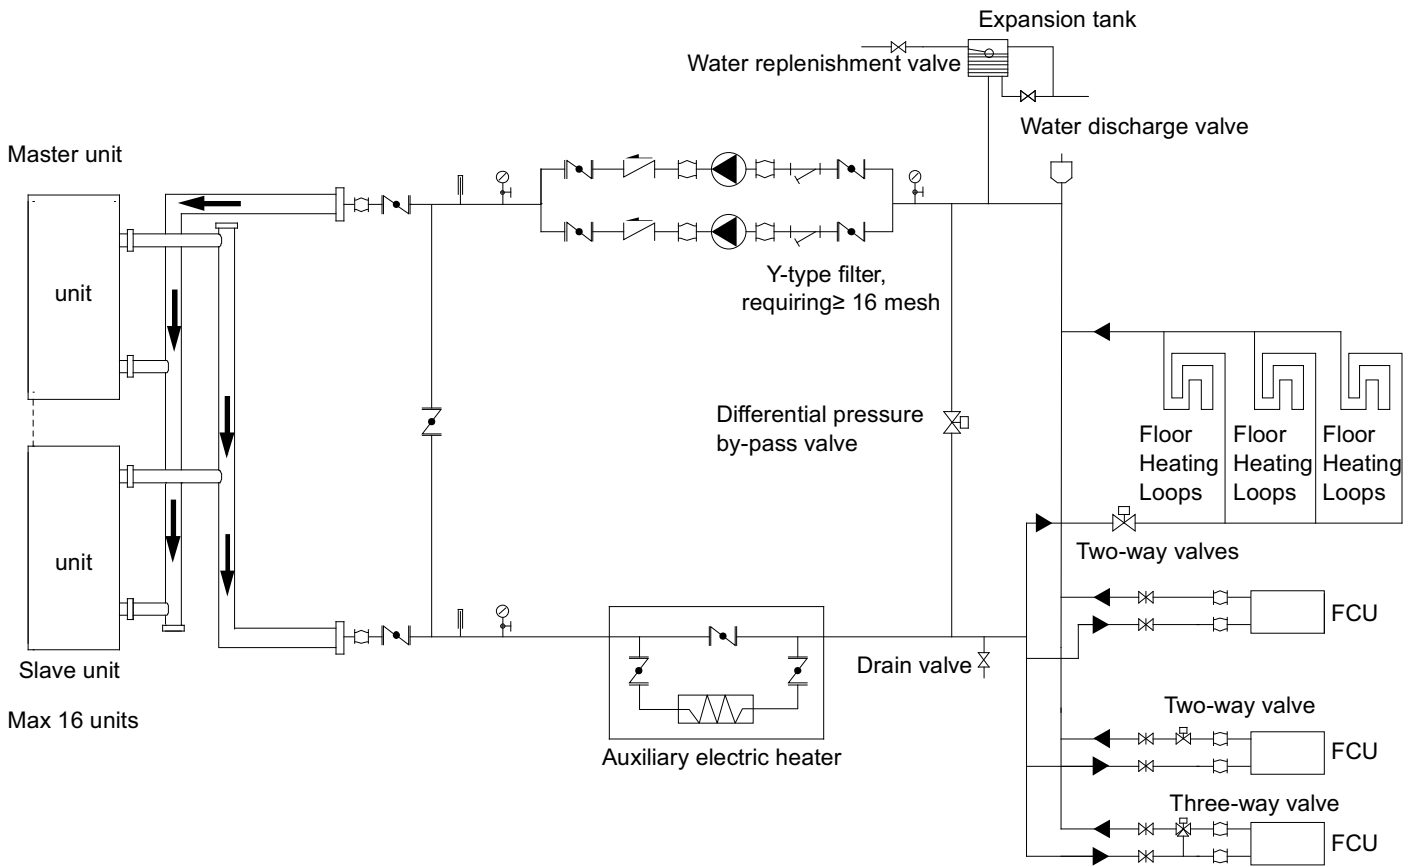 Expansion tank
Water replenishment valve
Water discharge valve
Master unit
unit
Y-type filter,
requiring≥ 16 mesh
Differential pressure
by-pass valve
Floor
Heating
Loops
Floor
Heating
Loops
Floor
Heating
Loops
Two-way valves
unit
FCU
Slave unit
Drain valve
Max 16 units
Two-way valve
Auxiliary electric heater
FCU
Three-way valve
FCU